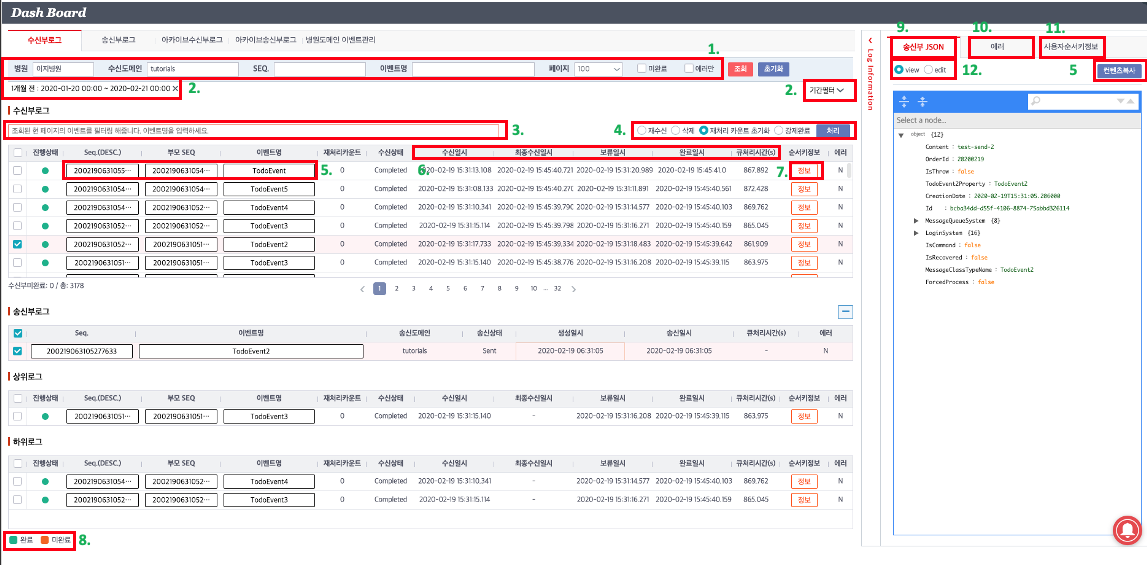 Dash Board
수신부로그 송신부로그 아카이브수신부로그 아카이브송신부로그 병원도메인 이벤트관리
1.
병원 이지병원 수신도메인 tutorials SEQ. 이벤트명 페이지 100 미완료 에러만 조회 초기화
1개월 전 : 2020-01-20 00:00 ~ 2020-02-21 00:00 ✕ 2. 2. 기간필터
수신부로그
조회된 현 페이지의 이벤트를 필터링 해줍니다. 이벤트명을 입력하세요 3. 4. 재수신 삭제 재처리 카운트 초기화 강제완료 처리
진행상태 Seq.(DESC.) 부모 SEQ 이벤트명 재처리카운트 수신상태 수신일시 최종수신일시 보류일시 완료일시 큐처리시간(s) 순서키정보 에러
2002190631055··· 2002190631054··· TodoEvent 5. 0 Completed 6. 2020-02-19 15:31:13.108 2020-02-19 15:45:40.721 2020-02-19 15:31:20.989 2020-02-19 15:45:41.0 867.892 7. 정보 N
2002190631054··· 2002190631054··· TodoEvent5 0 Completed 2020-02-19 15:31:08.133 2020-02-19 15:45:40.270 2020-02-19 15:31:11.891 2020-02-19 15:45:40.561 872.428 정보 N
2002190631054··· 2002190631052··· TodoEvent4 0 Completed 2020-02-19 15:31:10.341 2020-02-19 15:45:39.790 2020-02-19 15:31:14.577 2020-02-19 15:45:40.103 869.762 정보 N
2002190631052··· 2002190631051··· TodoEvent3 0 Completed 2020-02-19 15:31:15.114 2020-02-19 15:45:39.798 2020-02-19 15:31:16.271 2020-02-19 15:45:40.159 865.045 정보 N
2002190631052··· 2002190631051··· TodoEvent2 0 Completed 2020-02-19 15:31:17.733 2020-02-19 15:45:39.334 2020-02-19 15:31:18.483 2020-02-19 15:45:39.642 861.909 정보 N
2002190631051··· 2002190631051··· TodoEvent3 0 Completed 2020-02-19 15:31:15.140 2020-02-19 15:45:38.776 2020-02-19 15:31:16.208 2020-02-19 15:45:39.115 863.975 정보 N
수신부미완료: 0 / 총: 3178
1 2 3 4 5 6 7 8 9 10 ··· 32
송신부로그
Seq. 이벤트명 송신도메인 송신상태 생성일시 송신일시 큐처리시간(s) 에러
200219063105277633 TodoEvent2 tutorials Sent 2020-02-19 06:31:05 2020-02-19 06:31:05 - N
상위로그
진행상태 Seq.(DESC.) 부모 SEQ 이벤트명 재처리카운트 수신상태 수신일시 최종수신일시 보류일시 완료일시 큐처리시간(s) 순서키정보 에러
2002190631051··· 2002190631051··· TodoEvent3 0 Completed 2020-02-19 15:31:15.140 - 2020-02-19 15:31:16.208 2020-02-19 15:45:39.115 863.975 정보 N
하위로그
진행상태 Seq.(DESC.) 부모 SEQ 이벤트명 재처리카운트 수신상태 수신일시 최종수신일시 보류일시 완료일시 큐처리시간(s) 순서키정보 에러
2002190631054··· 2002190631052··· TodoEvent4 0 Completed 2020-02-19 15:31:10.341 - 2020-02-19 15:31:14.577 2020-02-19 15:45:40.103 869.762 정보 N
2002190631052··· 2002190631052··· TodoEvent3 0 Completed 2020-02-19 15:31:15.114 - 2020-02-19 15:31:16.271 2020-02-19 15:45:40.159 865.045 정보 N
완료 미완료 8.
Log Information
9. 10. 11.
송신부 JSON 에러 사용자순서키정보
view edit 12. 5. 컨텐츠복사
Select a node...
object {12}
Content : test-send-2
OrderId : 20200219
IsThrow : false
TodoEvent2Property : TodoEvent2
CreationDate : 2020-02-19T15:31:05.206000
Id : bcba34dd-d55f-4106-8874-75abbd326114
MessageQueueSystem {8}
LoginSystem {16}
IsCommand : false
IsRecovered : false
MessageClassTypeName : TodoEvent2
ForcedProcess : false